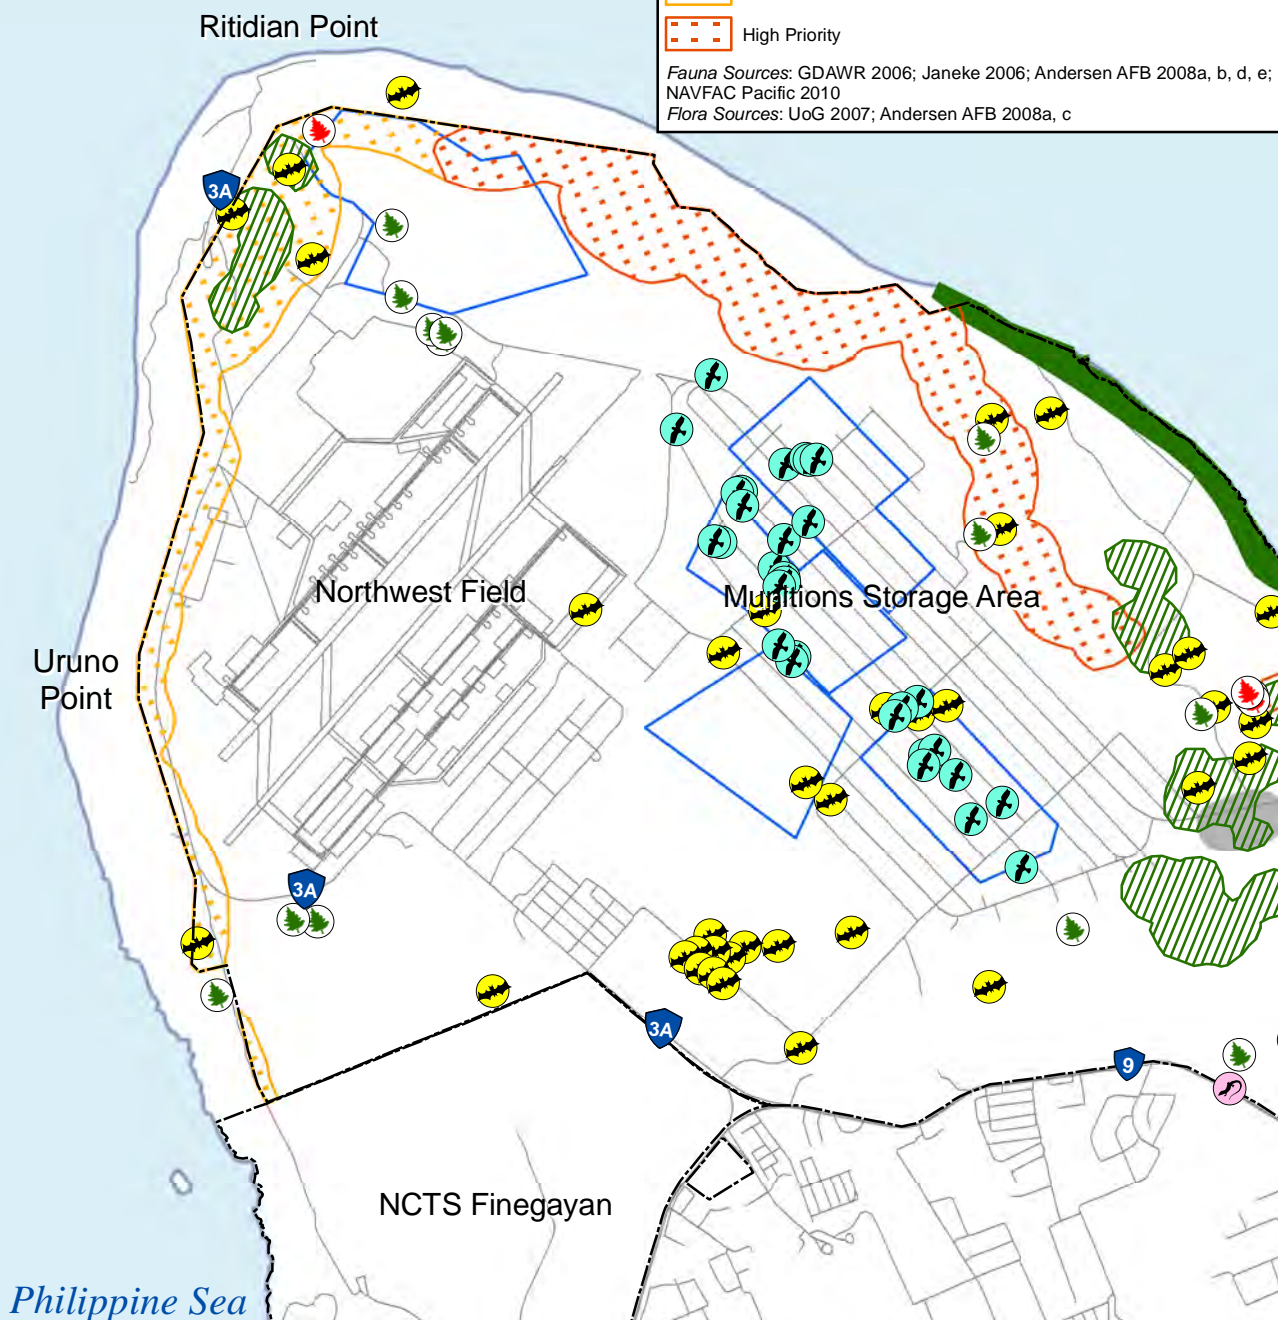 Ritidian Point
High Priority
Fauna Sources: GDAWR 2006; Janeke 2006; Andersen AFB 2008a, b, d, e;
NAVFAC Pacific 2010
Flora Sources: UoG 2007; Andersen AFB 2008a, c
3A
Northwest Field
Munitions Storage Area
Uruno
Point
3A
3A
9
NCTS Finegayan
Philippine Sea